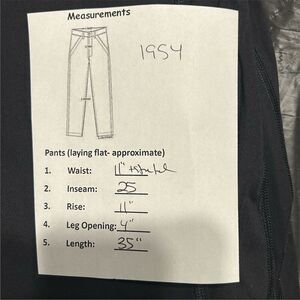 Measurements
1954
Pants (laying flat- approximate)
1. Waist: 11" + stretch
2. Inseam: 25
3. Rise: 11"
4. Leg Opening: 4"
5. Length: 35"